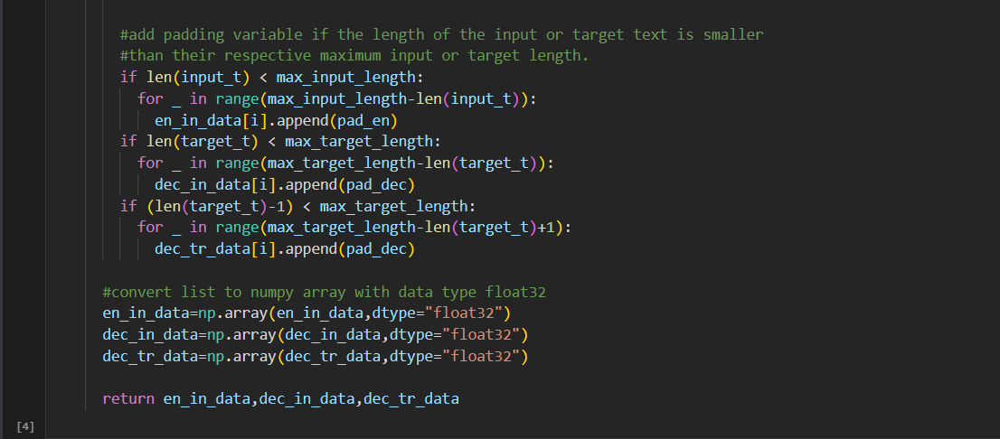 #add padding variable if the length of the input or target text is smaller
#than their respective maximum input or target length.
if len(input_t) < max_input_length:
for _ in range(max_input_length-len(input_t)):
en_in_data[i].append(pad_en)
if len(target_t) < max_target_length:
for _ in range(max_target_length-len(target_t)):
dec_in_data[i].append(pad_dec)
if (len(target_t)-1) < max_target_length:
for _ in range(max_target_length-len(target_t)+1):
dec_tr_data[i].append(pad_dec)
#convert list to numpy array with data type float32
en_in_data=np.array(en_in_data,dtype="float32")
dec_in_data=np.array(dec_in_data,dtype="float32")
dec_tr_data=np.array(dec_tr_data,dtype="float32")
return en_in_data,dec_in_data,dec_tr_data
[4]